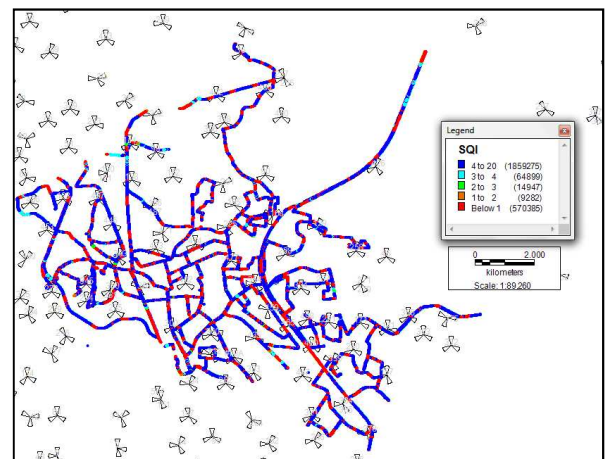 Legend
SQI
4 to 20 (1859275)
3 to 4 (64899)
2 to 3 (14947)
1 to 2 (9282)
Below 1 (570385)
0 2.000
kilometers
Scale: 1:89,260